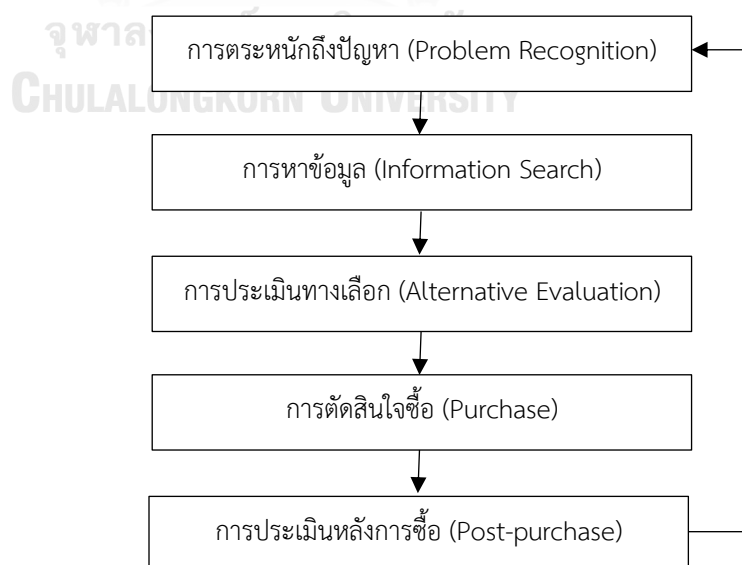 การตระหนักถึงปัญหา (Problem Recognition)
CHULALONGKORN UNIVERSITY
การหาข้อมูล (Information Search)
การประเมินทางเลือก (Alternative Evaluation)
การตัดสินใจซื้อ (Purchase)
การประเมินหลังการซื้อ (Post-purchase)